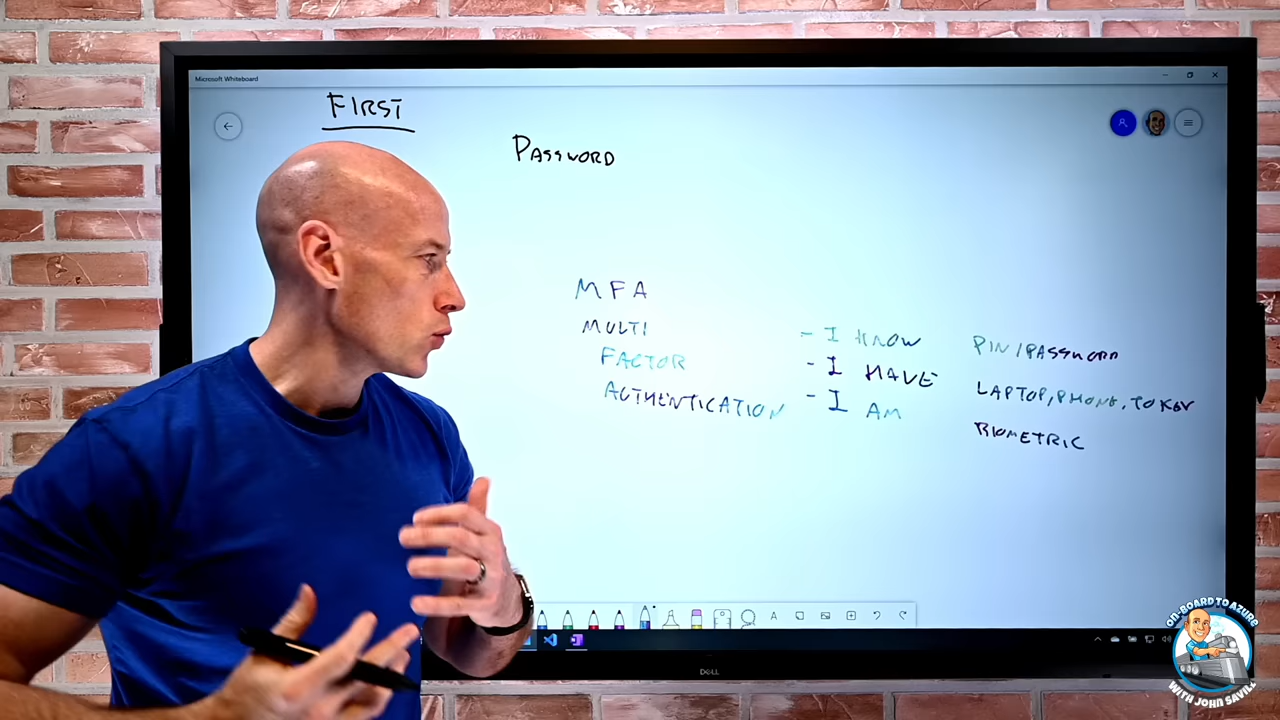 Microsoft Whiteboard
FIRST
PASSWORD
MFA
MULTI
FACTOR
AUTHENTICATION
- I KNOW
- I HAVE
- I AM
PIN/PASSWORD
LAPTOP, PHONE, TOKEN
BIOMETRIC
A
DELL
ON-BOARD TO AZURE
WITH JOHN SAVILL